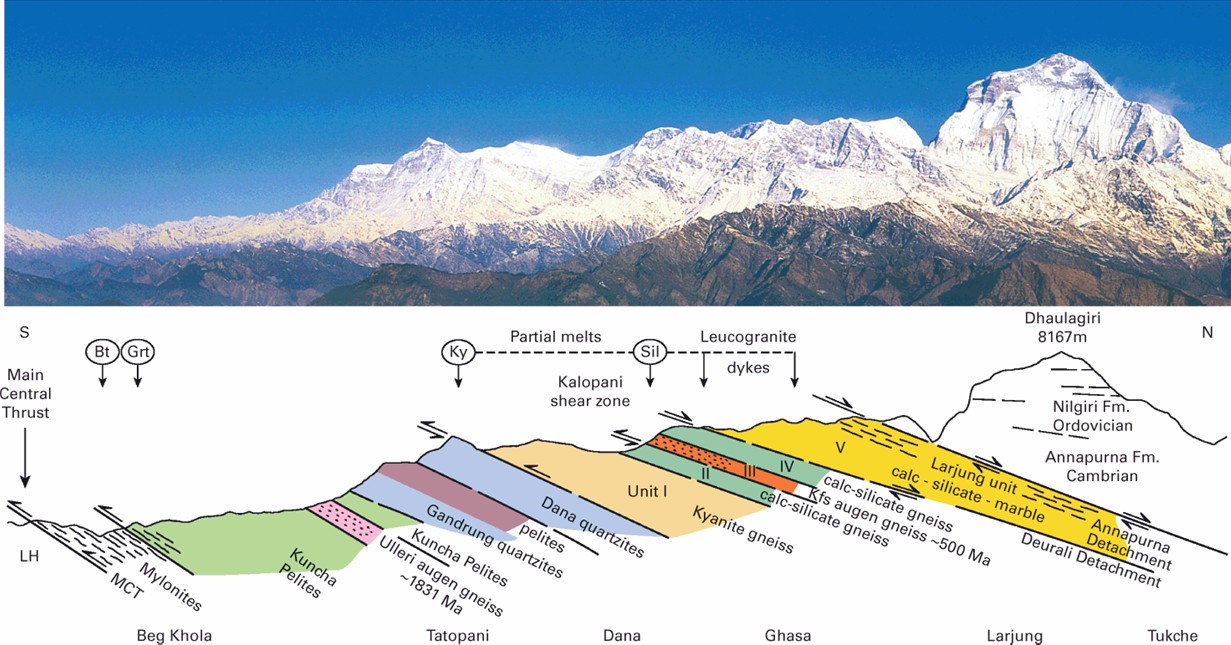 S
N
Dhaulagiri
8167m
Bt
Grt
Ky
Partial melts
Sil
Leucogranite
dykes
Main
Central
Thrust
Kalopani
shear zone
Nilgiri Fm.
Ordovician
Annapurna Fm.
Cambrian
LH
MCT
Mylonites
Kuncha
Pelites
Ulleri augen gneiss
~1831 Ma
Kuncha Pelites
Gandrung quartzites
pelites
Dana quartzites
Unit I
Kyanite gneiss
II
III
IV
V
calc-silicate gneiss
Kfs augen gneiss ~500 Ma
calc-silicate gneiss
Larjung unit
calc - silicate - marble
Annapurna
Detachment
Deurali Detachment
Beg Khola
Tatopani
Dana
Ghasa
Larjung
Tukche